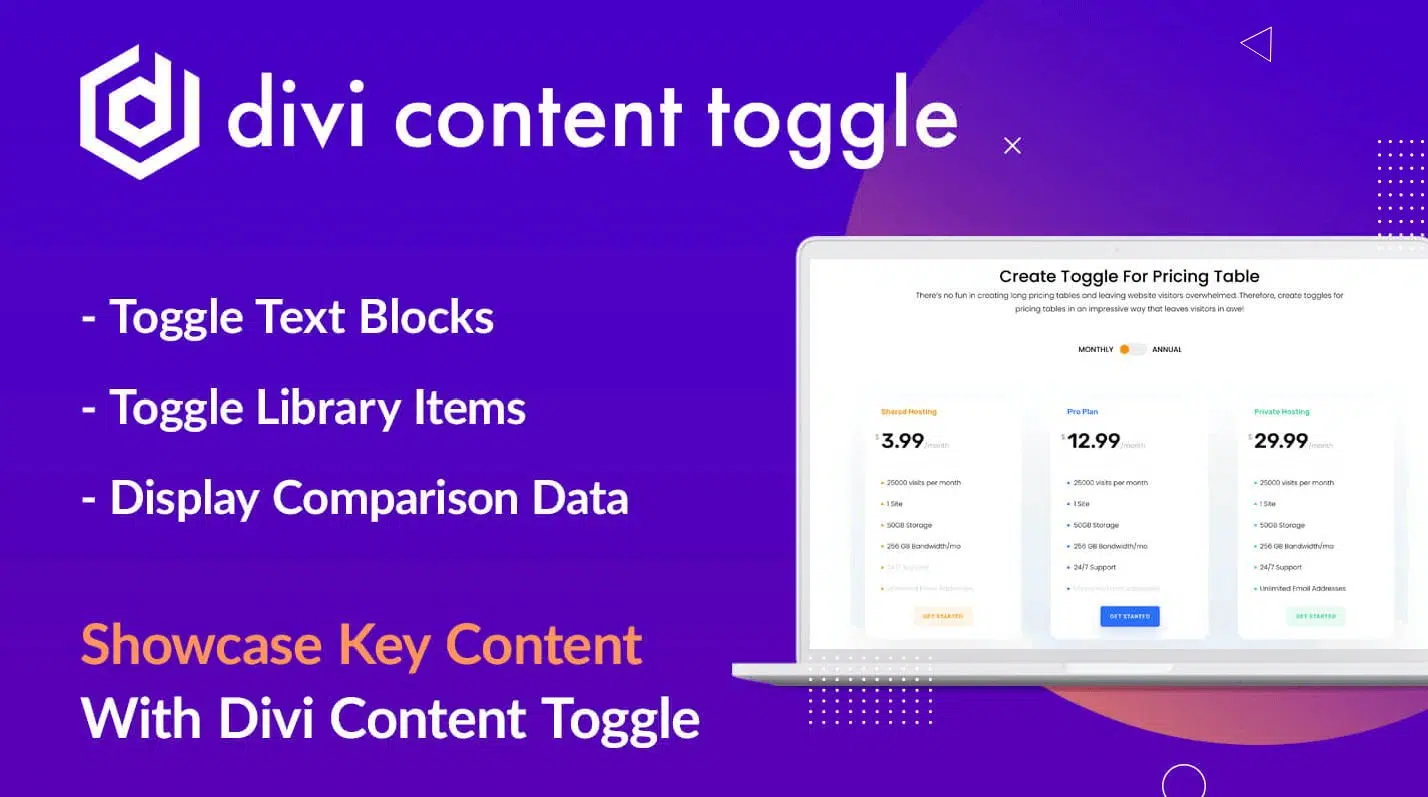 divi content toggle
- Toggle Text Blocks
- Toggle Library Items
- Display Comparison Data
Showcase Key Content
With Divi Content Toggle
Create Toggle For Pricing Table
There's no fun in creating long pricing tables and leaving website visitors overwhelmed. Therefore, create toggles for
pricing tables in an impressive way that leaves visitors in awe!
MONTHLY ANNUAL
Shared Hosting
$3.99/month
25000 visits per month
1 Site
50GB Storage
256 GB Bandwidth/mo
24/7 Support
Unlimited Email Addresses
GET STARTED
Pro Plan
$12.99/month
25000 visits per month
1 Site
50GB Storage
256 GB Bandwidth/mo
24/7 Support
Unlimited Email Addresses
GET STARTED
Private Hosting
$29.99/month
25000 visits per month
1 Site
50GB Storage
256 GB Bandwidth/mo
24/7 Support
Unlimited Email Addresses
GET STARTED